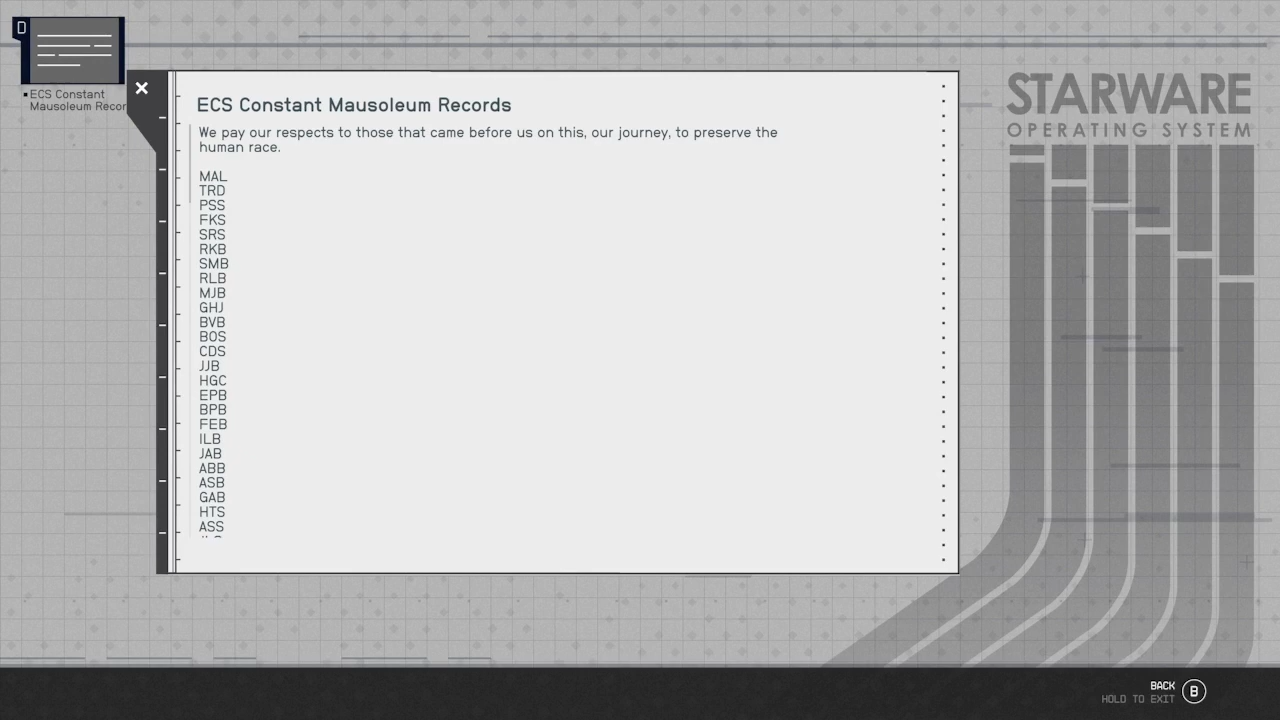 D
ECS Constant
Mausoleum Recor
×
ECS Constant Mausoleum Records
We pay our respects to those that came before us on this, our journey, to preserve the
human race.
MAL
TRD
PSS
FKS
SRS
RKB
SMB
RLB
MJB
GHJ
BVB
BOS
CDS
JJB
HGC
EPB
BPB
FEB
ILB
JAB
ABB
ASB
GAB
HTS
ASS
STARWARE
OPERATING SYSTEM
BACK
HOLD TO EXIT
B